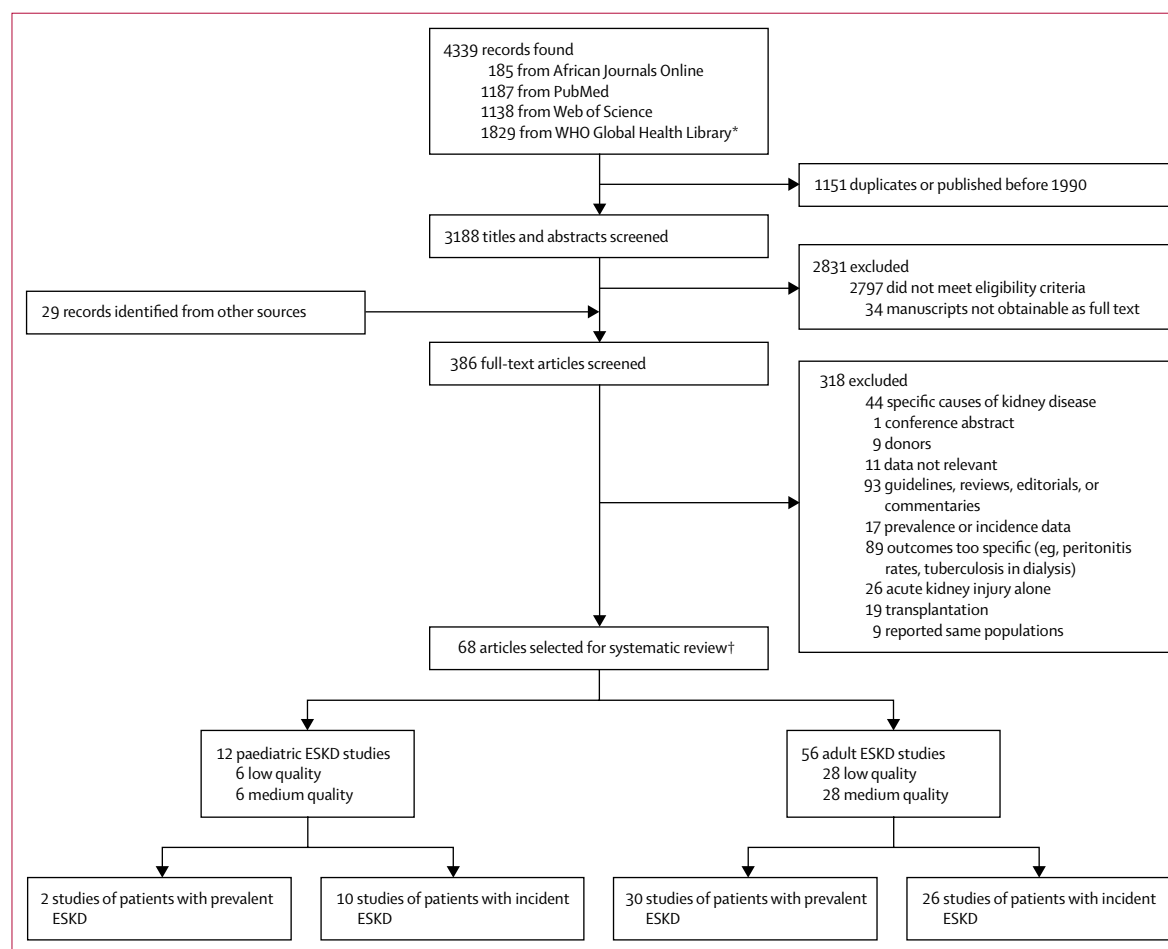 4339 records found
185 from African Journals Online
1187 from PubMed
1138 from Web of Science
1829 from WHO Global Health Library*
1151 duplicates or published before 1990
3188 titles and abstracts screened
2831 excluded
2797 did not meet eligibility criteria
34 manuscripts not obtainable as full text
29 records identified from other sources
386 full-text articles screened
318 excluded
44 specific causes of kidney disease
1 conference abstract
9 donors
11 data not relevant
93 guidelines, reviews, editorials, or
commentaries
17 prevalence or incidence data
89 outcomes too specific (eg, peritonitis
rates, tuberculosis in dialysis)
26 acute kidney injury alone
19 transplantation
9 reported same populations
68 articles selected for systematic review†
12 paediatric ESKD studies
6 low quality
6 medium quality
56 adult ESKD studies
28 low quality
28 medium quality
2 studies of patients with prevalent
ESKD
10 studies of patients with incident
ESKD
30 studies of patients with prevalent
ESKD
26 studies of patients with incident
ESKD